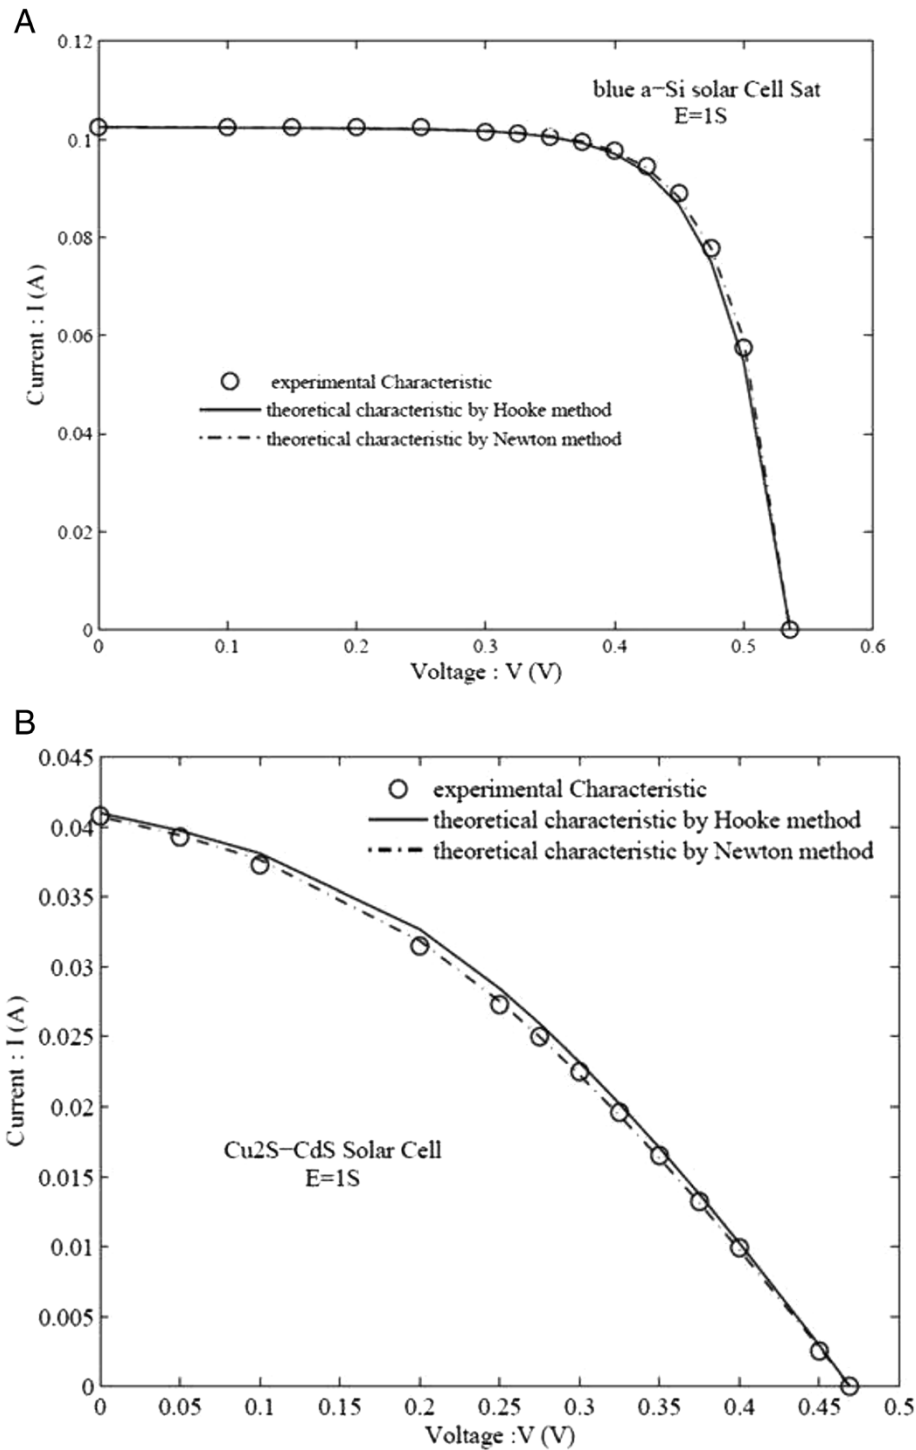 A
0.12
0.1
0.08
0.06
0.04
0.02
0
Current : I (A)
blue a−Si solar Cell Sat
E=1S
experimental Characteristic
theoretical characteristic by Hooke method
theoretical characteristic by Newton method
0 0.1 0.2 0.3 0.4 0.5 0.6
Voltage : V (V)
B
0.045
0.04
0.035
0.03
0.025
0.02
0.015
0.01
0.005
0
Current : I (A)
experimental Characteristic
theoretical characteristic by Hooke method
theoretical characteristic by Newton method
Cu2S−CdS Solar Cell
E=1S
0 0.05 0.1 0.15 0.2 0.25 0.3 0.35 0.4 0.45 0.5
Voltage :V (V)